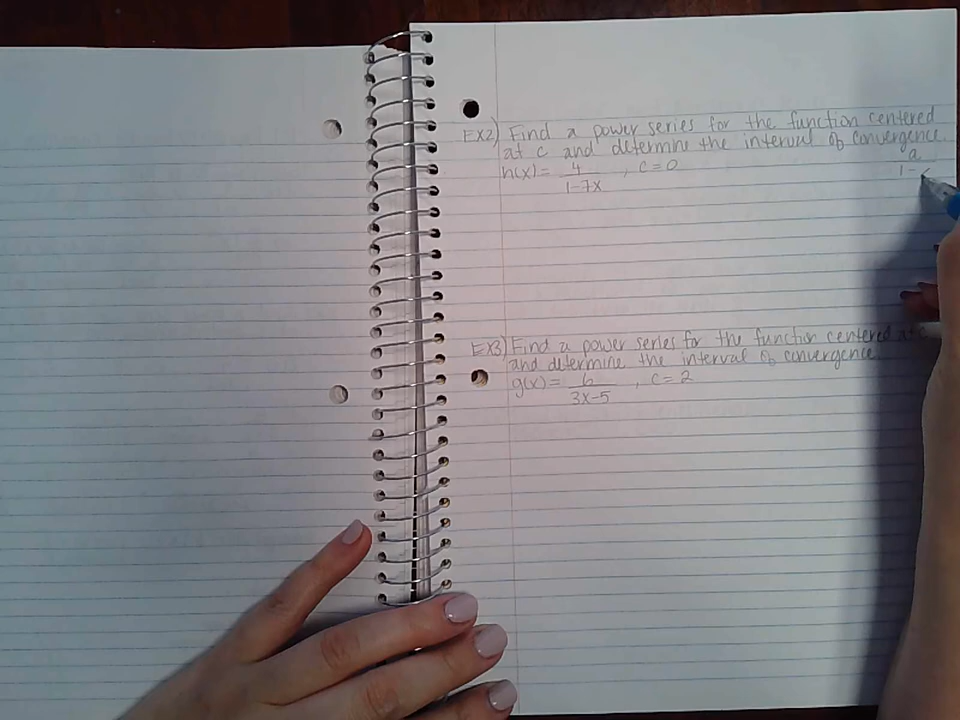 EX2) Find a power series for the function centered
at c and determine the interval of convergence.
h(x) = 4/(1-7x) , c=0
a
1-
EX3) Find a power series for the function centered at c
and determine the interval of convergence.
g(x) = 6/(3x-5) , c=2